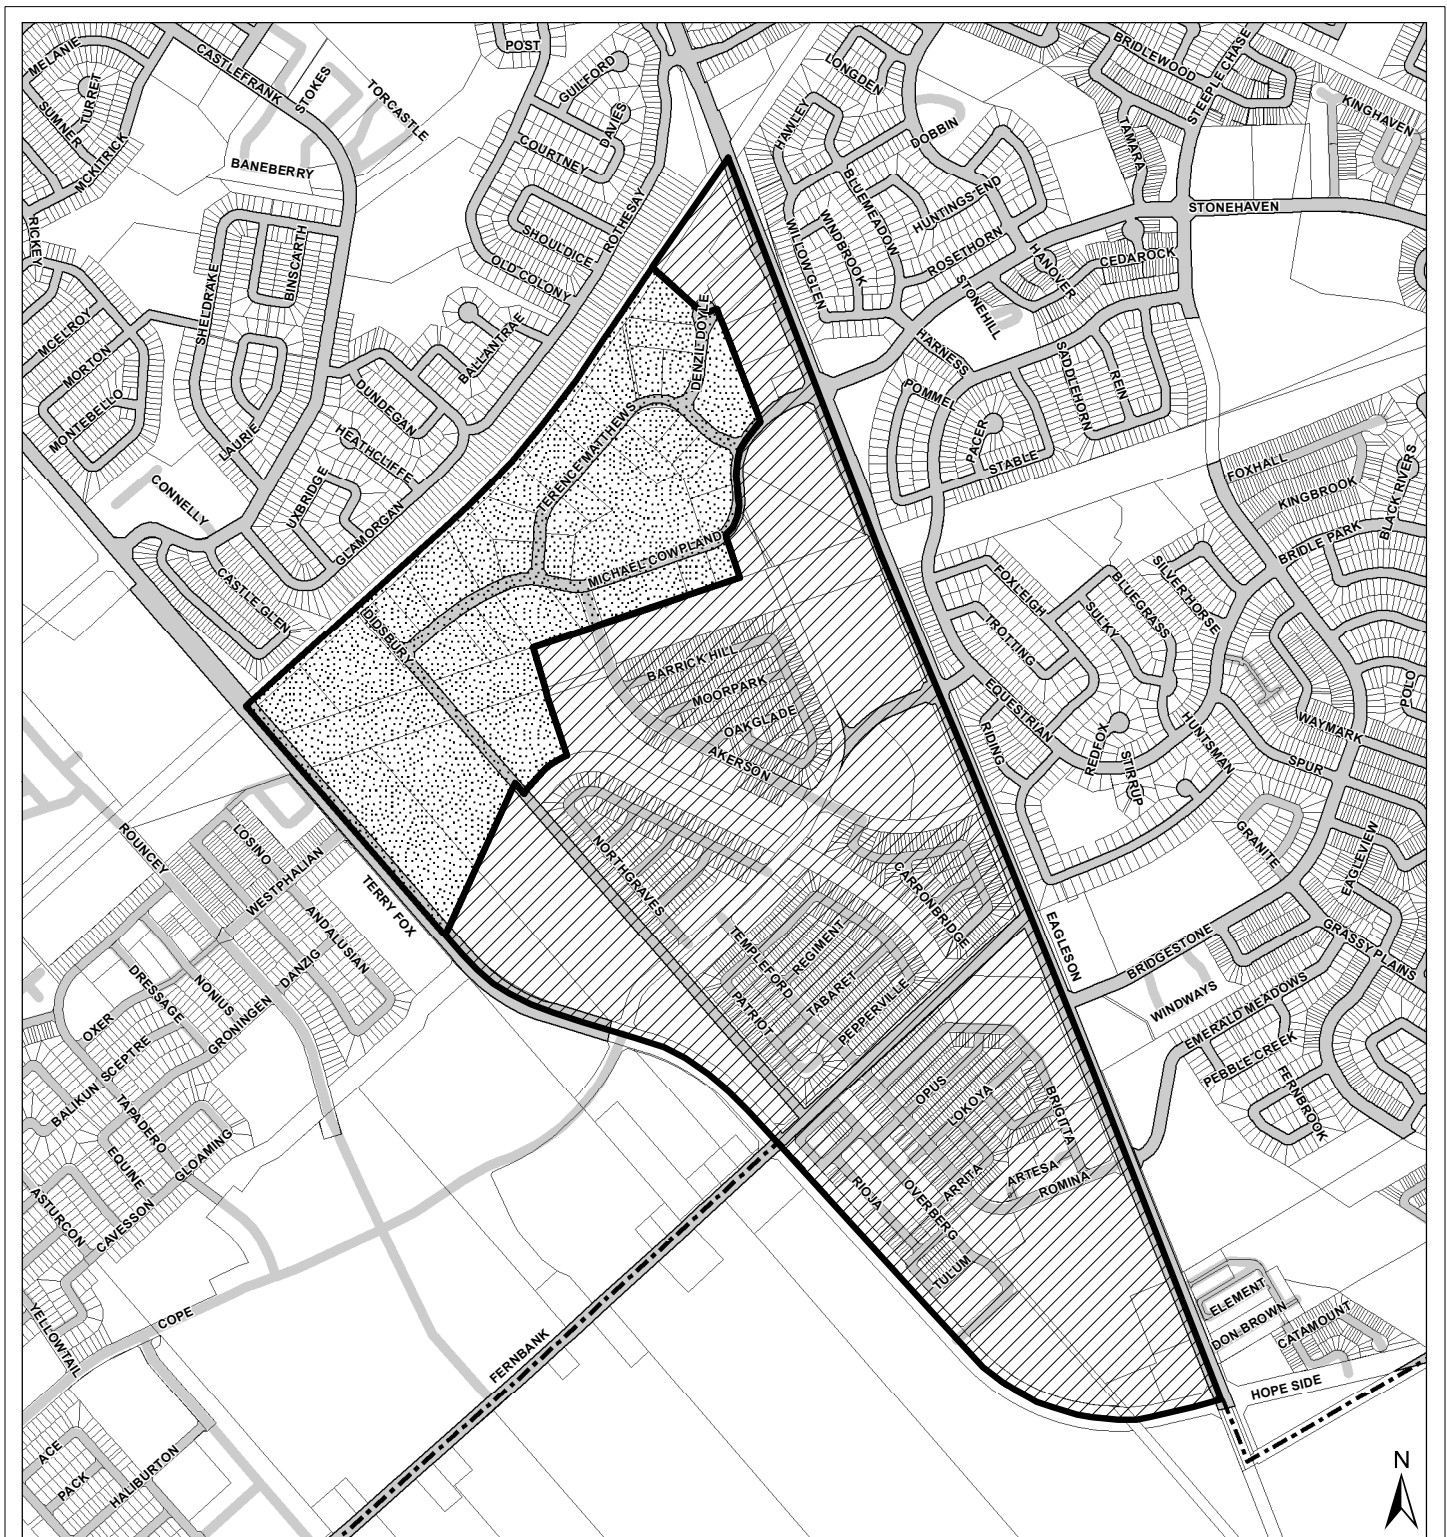 MELANIE
TURRET
SUMNER
MCKITRICK
CASTLEFRANK
STOKES
TORCASTLE
BANEBERRY
POST
GUILFORD
DAVIES
COURTNEY
SHOULDICE
OLD COLONY
ROTHESAY
LONGDEN
HAWLEY
DOBBIN
BLUEMEADOW
HUNTINGS-END
WINDBROOK
WILLOW GLEN
ROSETHORN
STONEHILL
HANOVER
CEDAROCK
BRIDLEWOOD
STEEPLE CHASE
TAMARA
KINGHAVEN
STONEHAVEN
RICKEY
SHELDRAKE
BINSCARTH
MCELROY
MORTON
MONTEBELLO
LAURIE
CONNELLY
DUNDEGAN
BALLANTRAE
HEATHCLIFFE
UXBRIDGE
GLAMORGAN
CASTLE GLEN
DENZIL DOYLE
TERENCE MATTHEWS
MICHAEL COWPLAND
DIDSBURY
HARNESS
POMMEL
PACER
STABLE
SADDLEHORN
REIN
FOXHALL
KINGBROOK
BLACK RIVERS
BRIDLE PARK
FOXLEIGH
TROTTING
SULKY
BLUEGRASS
SILVER HORSE
EQUESTRIAN
RIDING
REDFOX
STIRRUP
HUNTSMAN
SPUR
WAYMARK
POLO
GRANITE
EAGLEVIEW
GRASSY PLAINS
BARRICK HILL
MOORPARK
OAKGLADE
AKERSON
NORTHGRAVES
CARRONBRIDGE
TEMPLEFORD
REGIMENT
TABARET
PEPPERVILLE
PATRIOT
EAGLESON
BRIDGESTONE
WINDWAYS
EMERALD MEADOWS
PEBBLE CREEK
FERNBROOK
ROUNCEY
LOSINO
WESTPHALIAN
ANDALUSIAN
TERRY FOX
DRESSAGE
NONIUS
DANZIG
GRONINGEN
OXER
SCEPTRE
BALIKUN
TAPADERO
EQUINE
GLOAMING
CAVESSON
ASTURCON
YELLOWTAIL
COPE
ACE
PACK
HALIBURTON
OPUS
LOKOYA
BRIGITTA
ARTESA
ARRITA
ROMINA
RIOJA
OVERBERG
TULUM
FERNBANK
ELEMENT
DON-BROWN
CATAMOUNT
HOPE SIDE
N